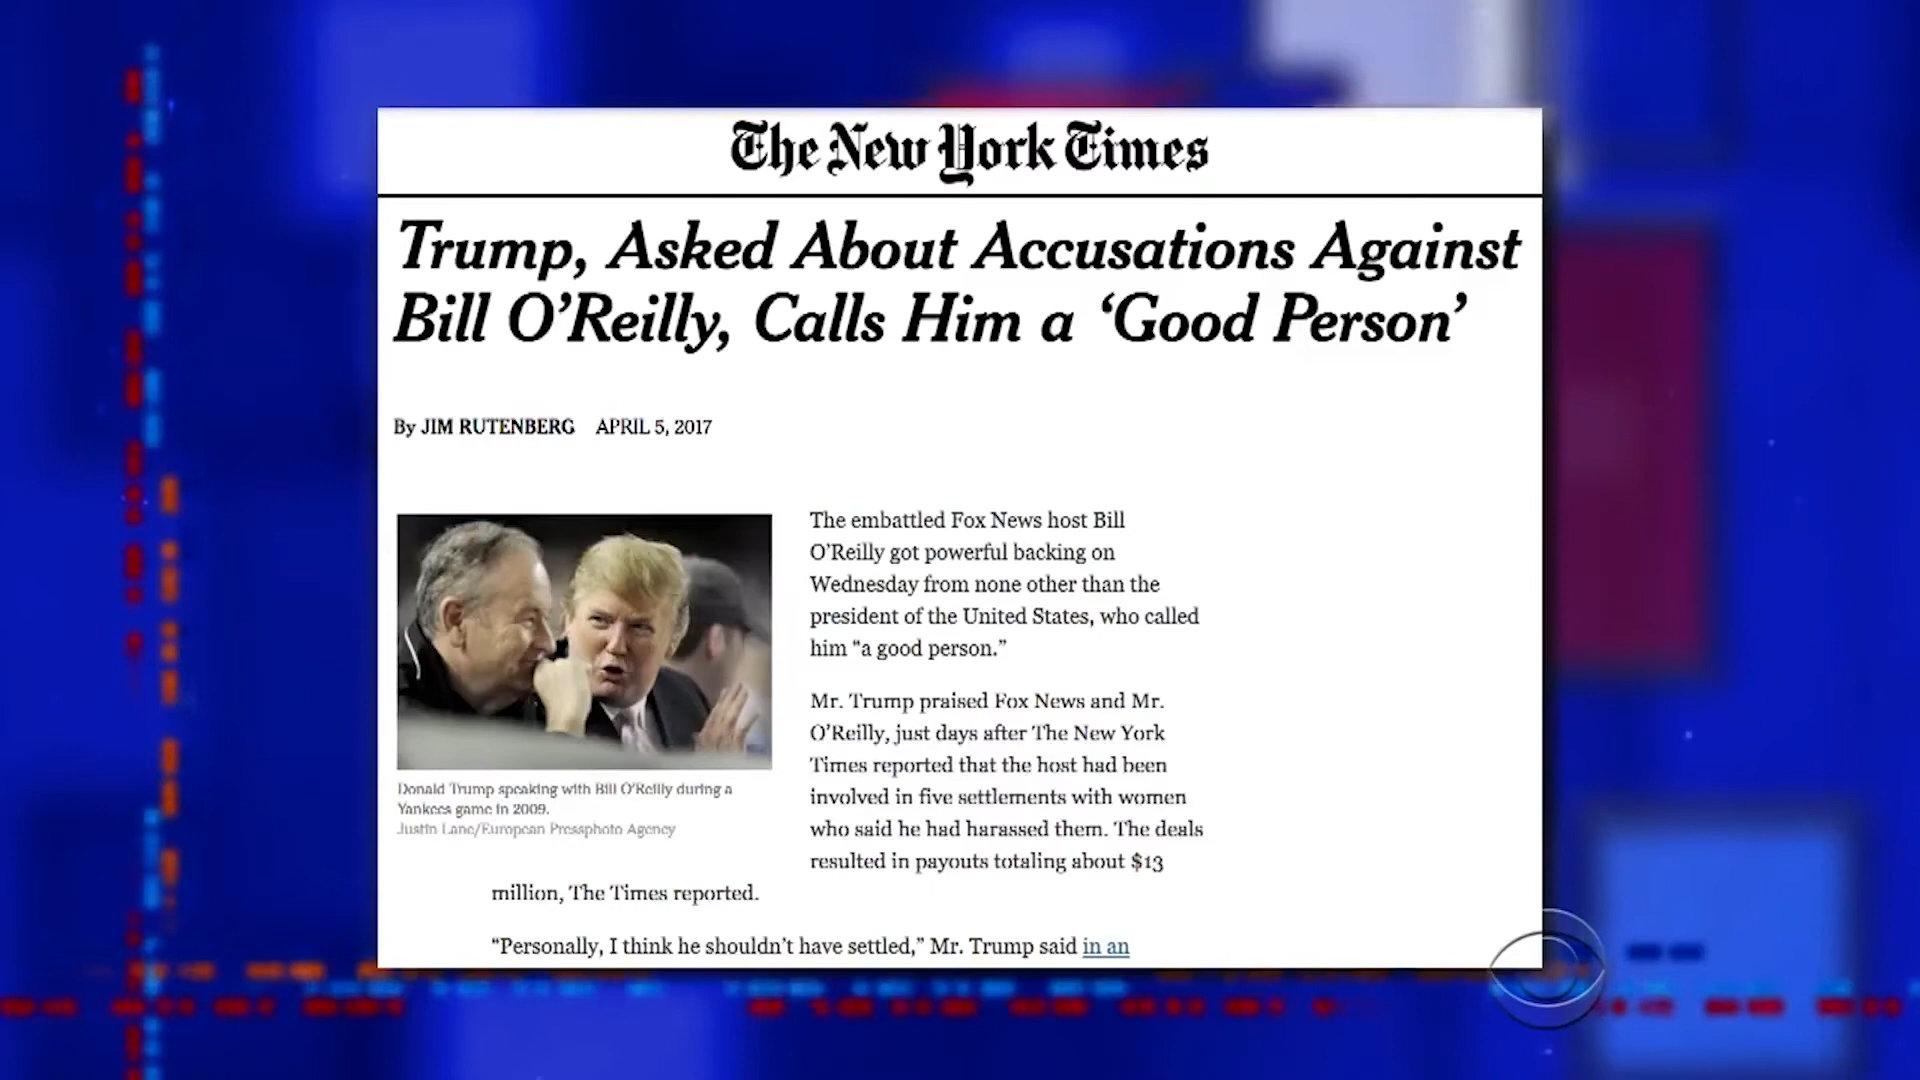 The New York Times
Trump, Asked About Accusations Against
Bill O’Reilly, Calls Him a ‘Good Person’
By JIM RUTENBERG APRIL 5, 2017
Donald Trump speaking with Bill O’Reilly during a
Yankees game in 2009.
Justin Lane/European Pressphoto Agency
The embattled Fox News host Bill
O’Reilly got powerful backing on
Wednesday from none other than the
president of the United States, who called
him “a good person.”
Mr. Trump praised Fox News and Mr.
O’Reilly, just days after The New York
Times reported that the host had been
involved in five settlements with women
who said he had harassed them. The deals
resulted in payouts totaling about $13
million, The Times reported.
“Personally, I think he shouldn’t have settled,” Mr. Trump said in an